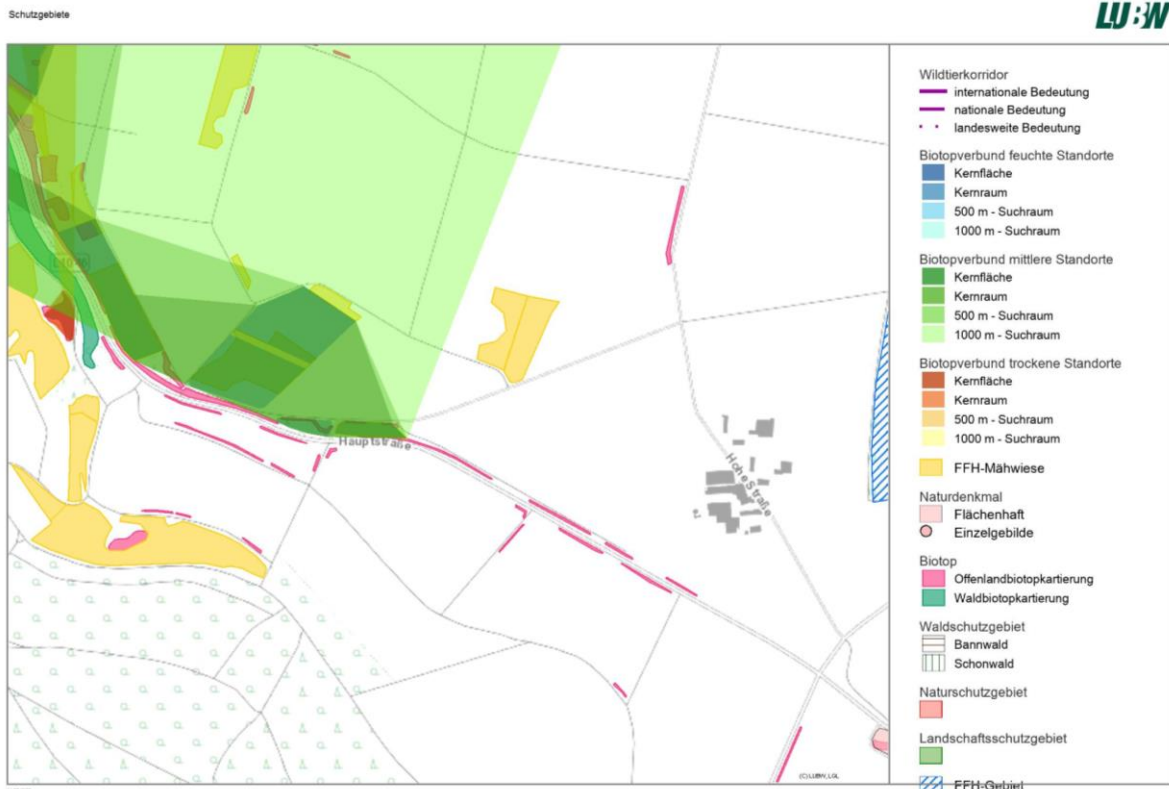 Schutzgebiete
LUBW
Wildtierkorridor
internationale Bedeutung
nationale Bedeutung
landesweite Bedeutung
Biotopverbund feuchte Standorte
Kernfläche
Kernraum
500 m - Suchraum
1000 m - Suchraum
Biotopverbund mittlere Standorte
Kernfläche
Kernraum
500 m - Suchraum
1000 m - Suchraum
Biotopverbund trockene Standorte
Kernfläche
Kernraum
500 m - Suchraum
1000 m - Suchraum
FFH-Mähwiese
Naturdenkmal
Flächenhaft
Einzelgebilde
Biotop
Offenlandbiotopkartierung
Waldbiotopkartierung
Waldschutzgebiet
Bannwald
Schonwald
Naturschutzgebiet
Landschaftsschutzgebiet
FFH-Gebiet
Hauptstraße
Hohe Straße
(C) LUBW, LGL